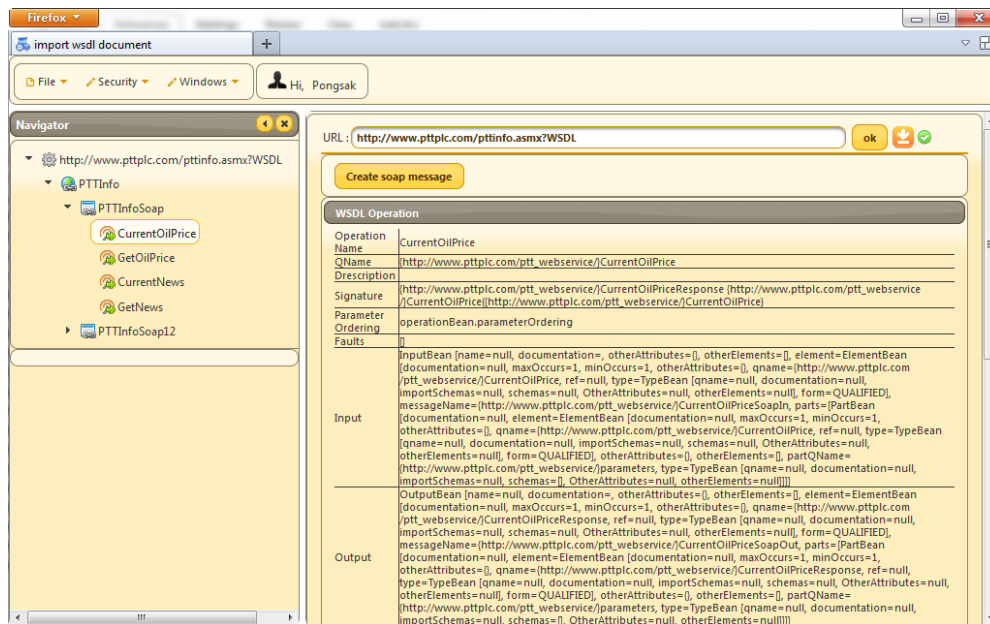 Firefox
import wsdl document
File
Security
Windows
Hi, Pongsak
Navigator
http://www.pttplc.com/pttinfo.asmx?WSDL
PTTInfo
PTTInfoSoap
CurrentOilPrice
GetOilPrice
CurrentNews
GetNews
PTTInfoSoap12
URL : http://www.pttplc.com/pttinfo.asmx?WSDL
ok
Create soap message
WSDL Operation
Operation
Name
CurrentOilPrice
QName
{http://www.pttplc.com/ptt_webservice/}CurrentOilPrice
Drescription
Signature
{http://www.pttplc.com/ptt_webservice/}CurrentOilPriceResponse {http://www.pttplc.com/ptt_webservice
/}CurrentOilPrice({http://www.pttplc.com/ptt_webservice/}CurrentOilPrice)
Parameter
Ordering
operationBean.parameterOrdering
Faults
[]
Input
InputBean [name=null, documentation=, otherAttributes={}, otherElements=[], element=ElementBean
[documentation=null, maxOccurs=1, minOccurs=1, otherAttributes={}, qname={http://www.pttplc.com
/ptt_webservice/}CurrentOilPrice, ref=null, type=TypeBean [qname=null, documentation=null,
importSchemas=null, schemas=null, OtherAttributes=null, otherElements=null], form=QUALIFIED],
messageName={http://www.pttplc.com/ptt_webservice/}CurrentOilPriceSoapIn, parts=[PartBean
[documentation=null, element=ElementBean [documentation=null, maxOccurs=1, minOccurs=1,
otherAttributes={}, qname={http://www.pttplc.com/ptt_webservice/}CurrentOilPrice, ref=null, type=TypeBean
[qname=null, documentation=null, importSchemas=null, schemas=null, OtherAttributes=null,
otherElements=null], form=QUALIFIED], otherAttributes={}, otherElements=[], partQName=
{http://www.pttplc.com/ptt_webservice/}parameters, type=TypeBean [qname=null, documentation=null,
importSchemas=null, schemas=[], OtherAttributes=null, otherElements=null]]]]
Output
OutputBean [name=null, documentation=, otherAttributes={}, otherElements=[], element=ElementBean
[documentation=null, maxOccurs=1, minOccurs=1, otherAttributes={}, qname={http://www.pttplc.com
/ptt_webservice/}CurrentOilPriceResponse, ref=null, type=TypeBean [qname=null, documentation=null,
importSchemas=null, schemas=null, OtherAttributes=null, otherElements=null], form=QUALIFIED],
messageName={http://www.pttplc.com/ptt_webservice/}CurrentOilPriceSoapOut, parts=[PartBean
[documentation=null, element=ElementBean [documentation=null, maxOccurs=1, minOccurs=1,
otherAttributes={}, qname={http://www.pttplc.com/ptt_webservice/}CurrentOilPriceResponse, ref=null,
type=TypeBean [qname=null, documentation=null, importSchemas=null, schemas=null, OtherAttributes=null,
otherElements=null], form=QUALIFIED], otherAttributes={}, otherElements=[], partQName=
{http://www.pttplc.com/ptt_webservice/}parameters, type=TypeBean [qname=null, documentation=null,
importSchemas=null, schemas=[], OtherAttributes=null, otherElements=null]]]]